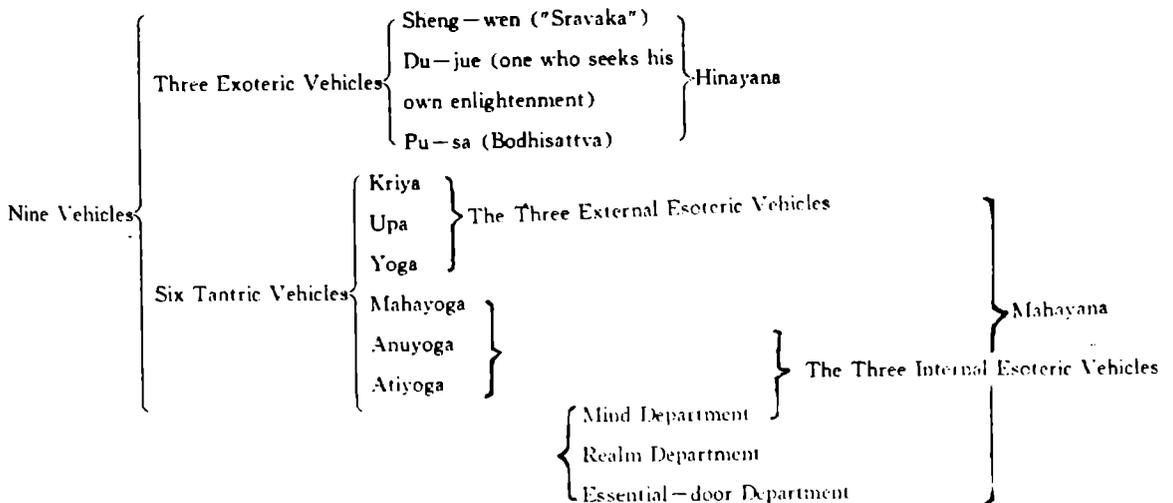 Sheng—wen ("Sravaka")
Three Exoteric Vehicles
Du—jue (one who seeks his
own enlightenment)
Hinayana
Pu—sa (Bodhisattva)
Nine Vehicles
Kriya
Upa
Yoga
The Three External Esoteric Vehicles
Six Tantric Vehicles
Mahayoga
Anuyoga
Atiyoga
Mahayana
The Three Internal Esoteric Vehicles
Mind Department
Realm Department
Essential—door Department